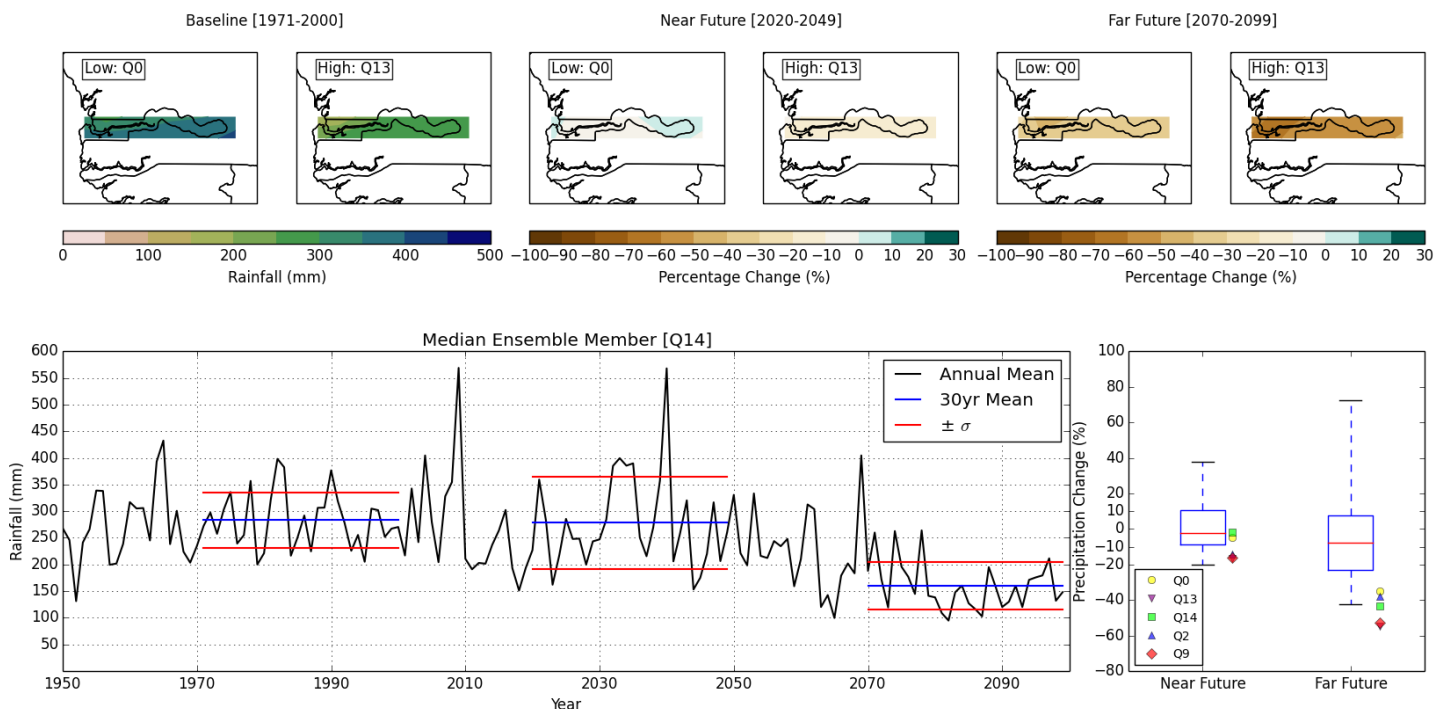 Baseline [1971-2000] Near Future [2020-2049] Far Future [2070-2099]
Low: Q0 High: Q13 Low: Q0 High: Q13 Low: Q0 High: Q13
0 100 200 300 400 500 −100 −90 −80 −70 −60 −50 −40 −30 −20 −10 0 10 20 30 −100 −90 −80 −70 −60 −50 −40 −30 −20 −10 0 10 20 30
Rainfall (mm) Percentage Change (%) Percentage Change (%)
Median Ensemble Member [Q14]
600
550
500
450
400
350
300
250
200
150
100
50
Rainfall (mm)
Annual Mean
30yr Mean
± σ
1950 1970 1990 2010 2030 2050 2070 2090
Year
100
80
60
40
20
10
0
−10
−20
−40
−60
−80
Precipitation Change (%)
Q0
Q13
Q14
Q2
Q9
Near Future Far Future